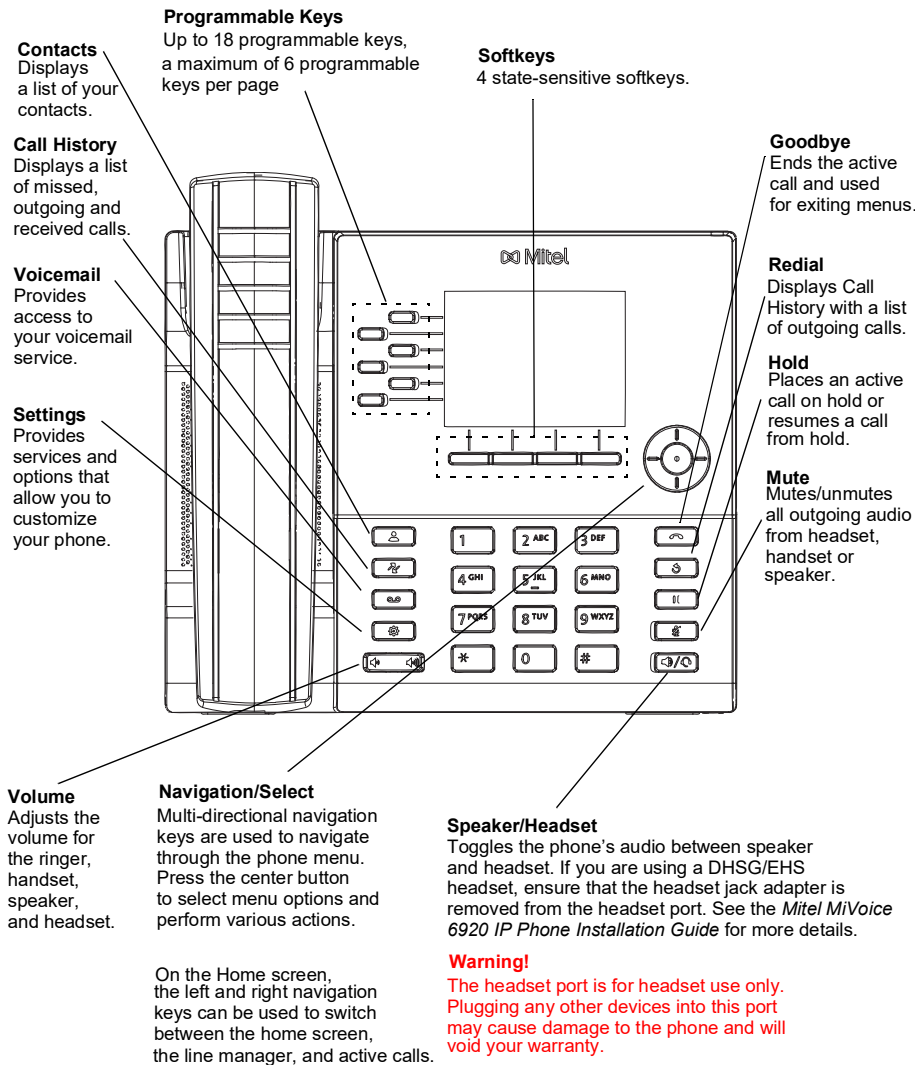 Programmable Keys
Up to 18 programmable keys,
a maximum of 6 programmable
keys per page
Contacts
Displays
a list of your
contacts.
Softkeys
4 state-sensitive softkeys.
Call History
Displays a list
of missed,
outgoing and
received calls.
Goodbye
Ends the active
call and used
for exiting menus.
Voicemail
Provides
access to
your voicemail
service.
Redial
Displays Call
History with a list
of outgoing calls.
Settings
Provides
services and
options that
allow you to
customize
your phone.
Hold
Places an active
call on hold or
resumes a call
from hold.
Mute
Mutes/unmutes
all outgoing audio
from headset,
handset or
speaker.
Mitel
1 2 ABC 3 DEF
4 GHI 5 JKL 6 MNO
7 PQRS 8 TUV 9 WXYZ
* 0 #
Volume
Adjusts the
volume for
the ringer,
handset,
speaker,
and headset.
Navigation/Select
Multi-directional navigation
keys are used to navigate
through the phone menu.
Press the center button
to select menu options and
perform various actions.
On the Home screen,
the left and right navigation
keys can be used to switch
between the home screen,
the line manager, and active calls.
Speaker/Headset
Toggles the phone’s audio between speaker
and headset. If you are using a DHSG/EHS
headset, ensure that the headset jack adapter is
removed from the headset port. See the Mitel MiVoice
6920 IP Phone Installation Guide for more details.
Warning!
The headset port is for headset use only.
Plugging any other devices into this port
may cause damage to the phone and will
void your warranty.